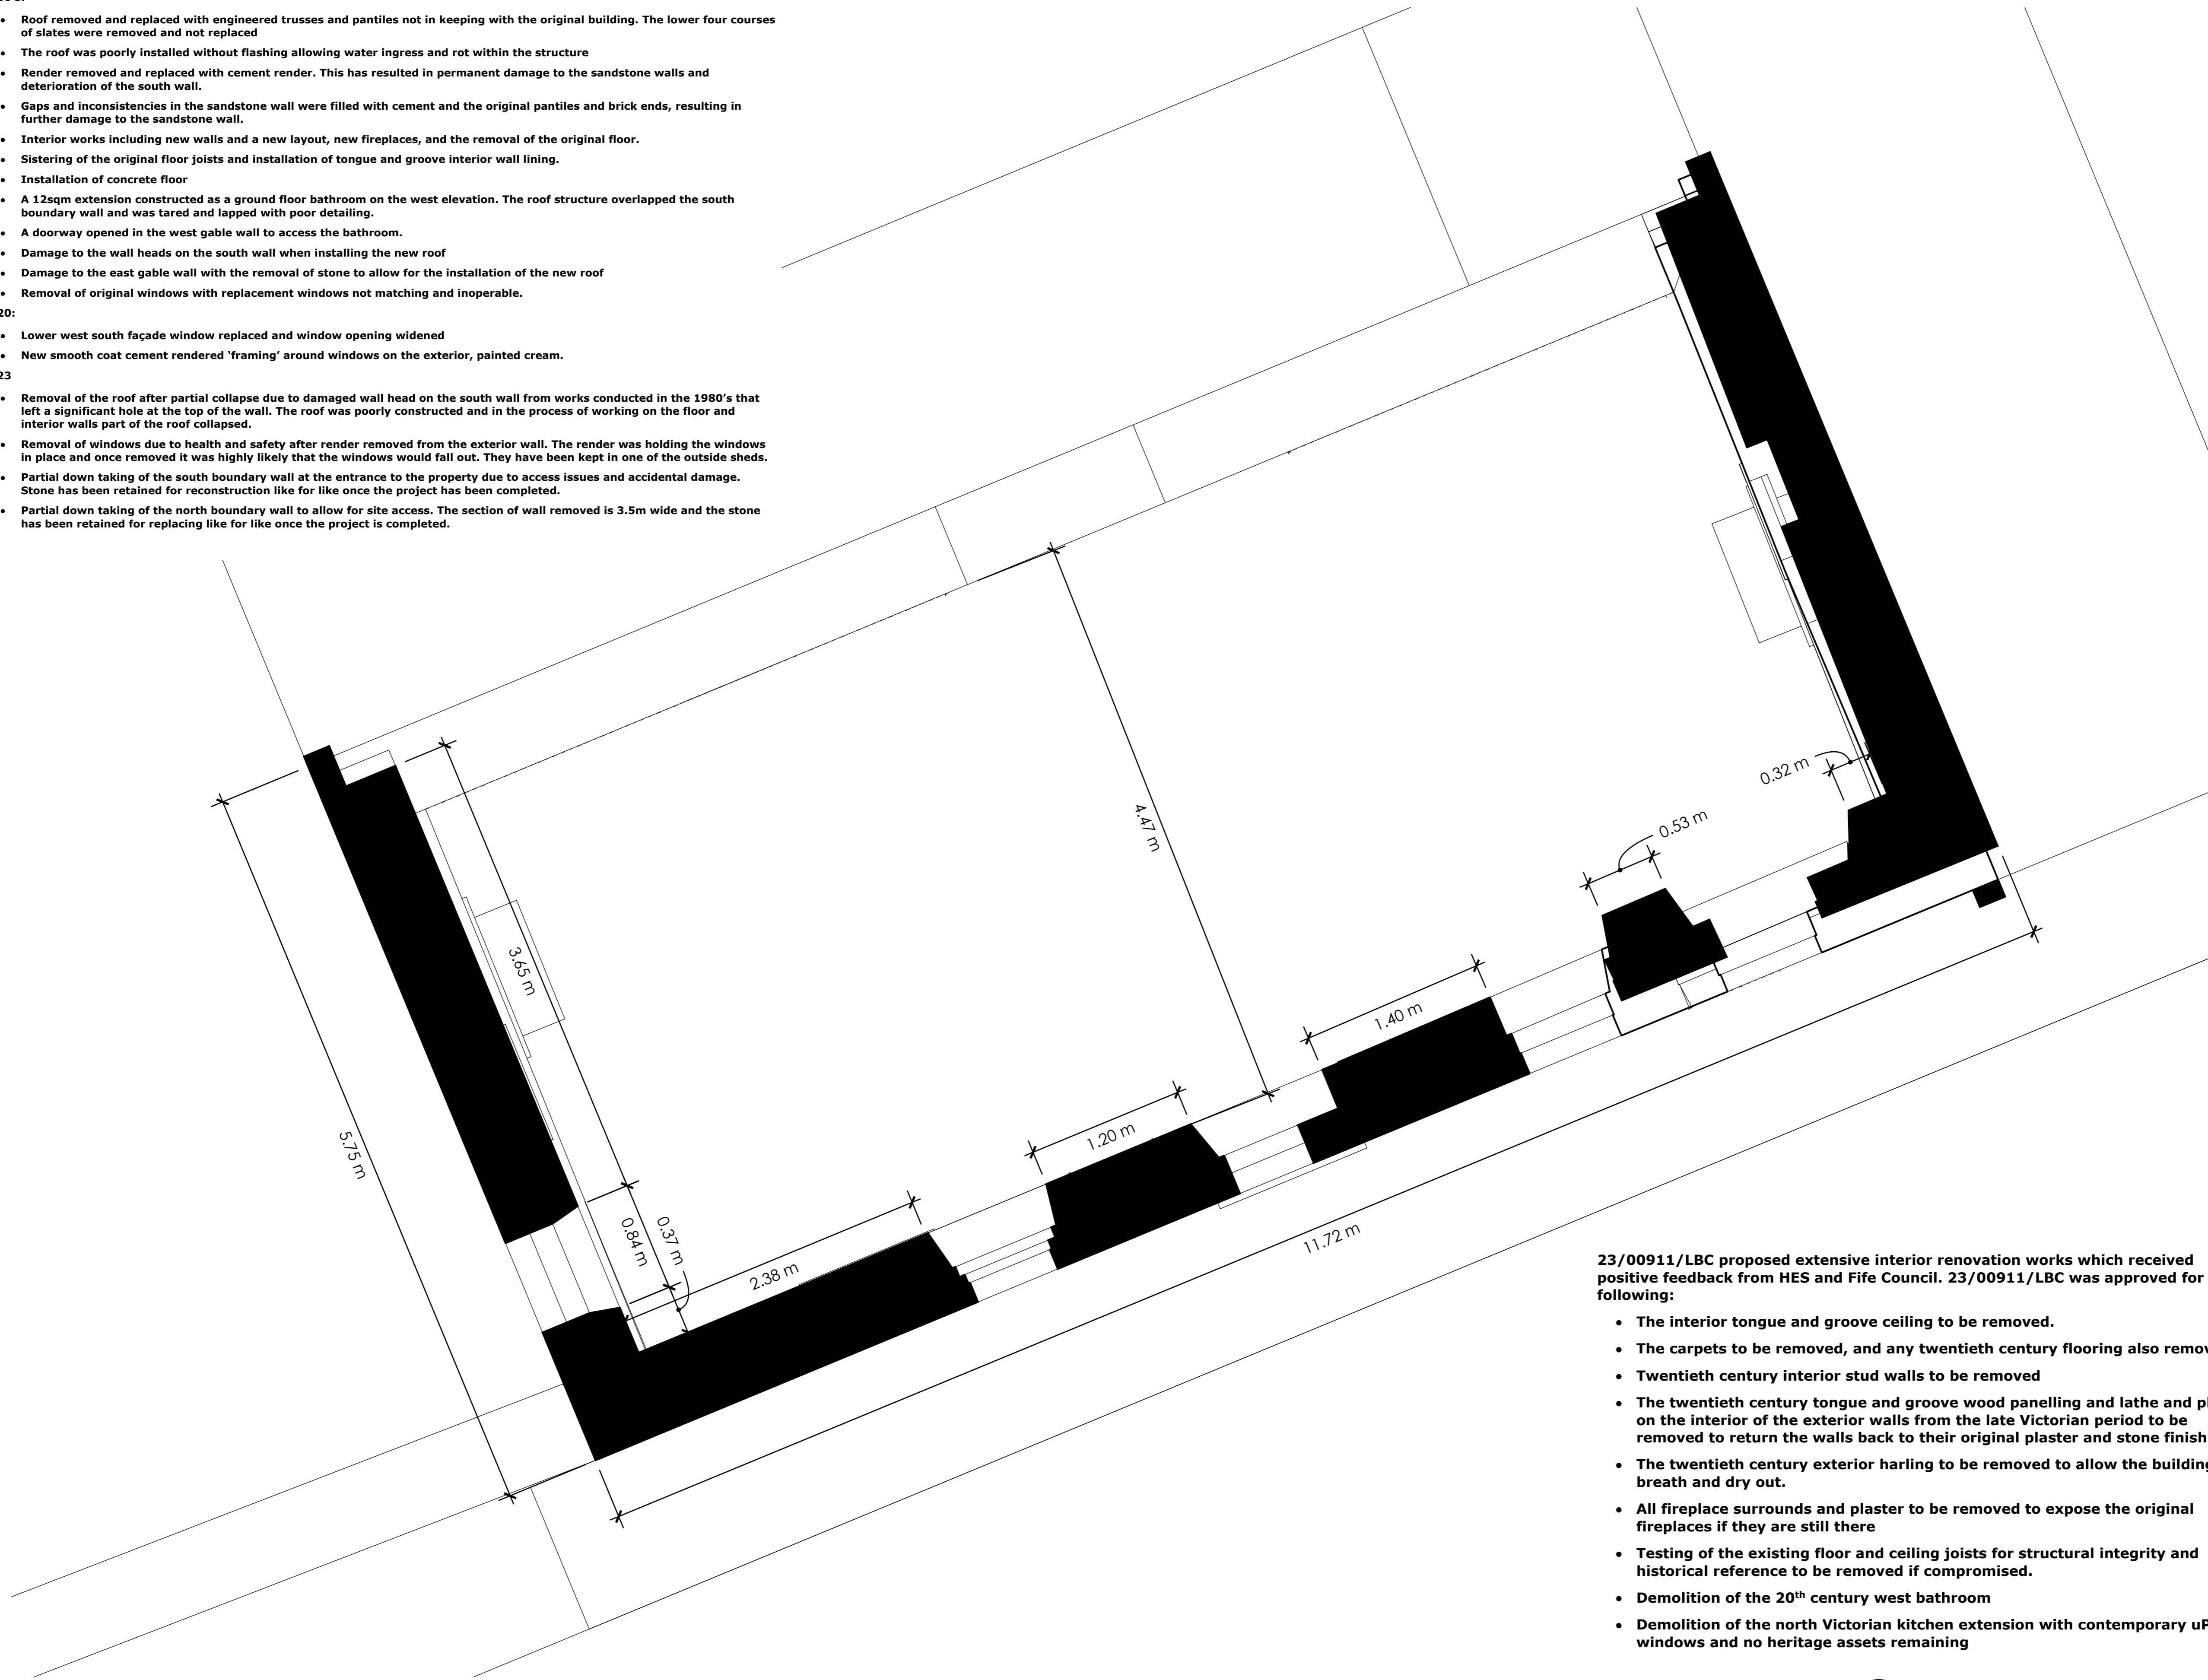 • Roof removed and replaced with engineered trusses and pantiles not in keeping with the original building. The lower four courses
of slates were removed and not replaced
• The roof was poorly installed without flashing allowing water ingress and rot within the structure
• Render removed and replaced with cement render. This has resulted in permanent damage to the sandstone walls and
deterioration of the south wall.
• Gaps and inconsistencies in the sandstone wall were filled with cement and the original pantiles and brick ends, resulting in
further damage to the sandstone wall.
• Interior works including new walls and a new layout, new fireplaces, and the removal of the original floor.
• Sistering of the original floor joists and installation of tongue and groove interior wall lining.
• Installation of concrete floor
• A 12sqm extension constructed as a ground floor bathroom on the west elevation. The roof structure overlapped the south
boundary wall and was tared and lapped with poor detailing.
• A doorway opened in the west gable wall to access the bathroom.
• Damage to the wall heads on the south wall when installing the new roof
• Damage to the east gable wall with the removal of stone to allow for the installation of the new roof
• Removal of original windows with replacement windows not matching and inoperable.
20:
• Lower west south façade window replaced and window opening widened
• New smooth coat cement rendered ‘framing’ around windows on the exterior, painted cream.
23
• Removal of the roof after partial collapse due to damaged wall head on the south wall from works conducted in the 1980’s that
left a significant hole at the top of the wall. The roof was poorly constructed and in the process of working on the floor and
interior walls part of the roof collapsed.
• Removal of windows due to health and safety after render removed from the exterior wall. The render was holding the windows
in place and once removed it was highly likely that the windows would fall out. They have been kept in one of the outside sheds.
• Partial down taking of the south boundary wall at the entrance to the property due to access issues and accidental damage.
Stone has been retained for reconstruction like for like once the project has been completed.
• Partial down taking of the north boundary wall to allow for site access. The section of wall removed is 3.5m wide and the stone
has been retained for replacing like for like once the project is completed.
0.32 m
0.53 m
4.47 m
3.65 m
1.40 m
1.20 m
5.75 m
0.84 m
0.37 m
2.38 m
11.72 m
23/00911/LBC proposed extensive interior renovation works which received
positive feedback from HES and Fife Council. 23/00911/LBC was approved for
following:
• The interior tongue and groove ceiling to be removed.
• The carpets to be removed, and any twentieth century flooring also
• Twentieth century interior stud walls to be removed
• The twentieth century tongue and groove wood panelling and lathe and
on the interior of the exterior walls from the late Victorian period to be
removed to return the walls back to their original plaster and stone finish
• The twentieth century exterior harling to be removed to allow the building
breath and dry out.
• All fireplace surrounds and plaster to be removed to expose the original
fireplaces if they are still there
• Testing of the existing floor and ceiling joists for structural integrity and
historical reference to be removed if compromised.
• Demolition of the 20th century west bathroom
• Demolition of the north Victorian kitchen extension with contemporary
windows and no heritage assets remaining